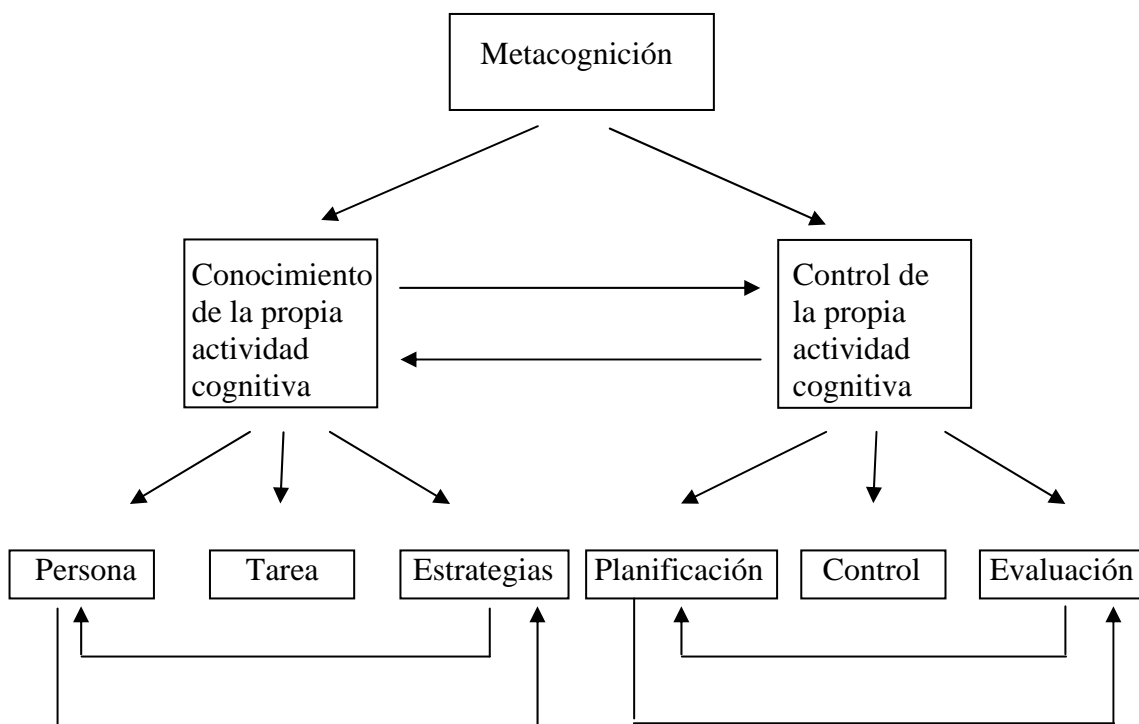 Metacognición
Conocimiento
de la propia
actividad
cognitiva
Control de
la propia
actividad
cognitiva
Persona
Tarea
Estrategias
Planificación
Control
Evaluación